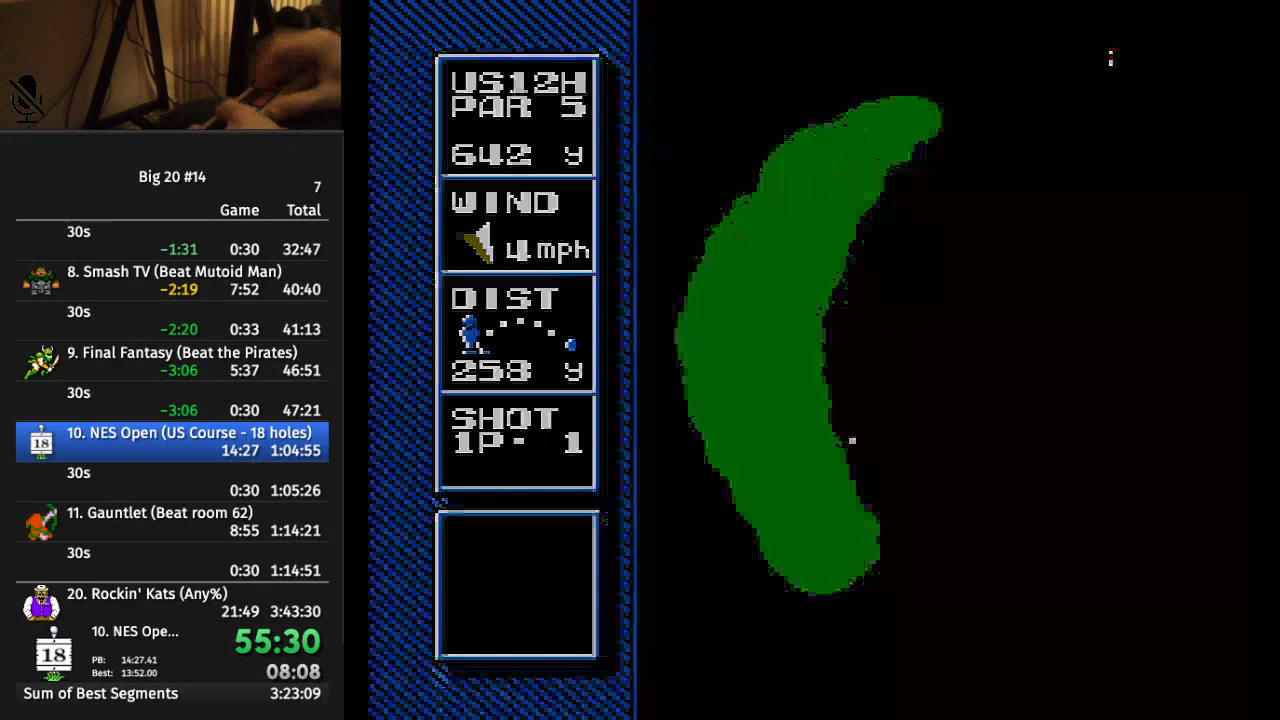 Big 20 #14
7
Game Total
30s
-1:31 0:30 32:47
8. Smash TV (Beat Mutoid Man)
-2:19 7:52 40:40
30s
-2:20 0:33 41:13
9. Final Fantasy (Beat the Pirates)
-3:06 5:37 46:51
30s
-3:06 0:30 47:21
10. NES Open (US Course - 18 holes)
14:27 1:04:55
30s
0:30 1:05:26
11. Gauntlet (Beat room 62)
8:55 1:14:21
30s
0:30 1:14:51
20. Rockin' Kats (Any%)
21:49 3:43:30
10. NES Ope... 55:30
PB: 14:27.41
Best: 13:52.00
08:08
Sum of Best Segments 3:23:09
18
18
US12H
PAR 5
642 y
WIND
4mph
DIST
258 y
SHOT
1P- 1